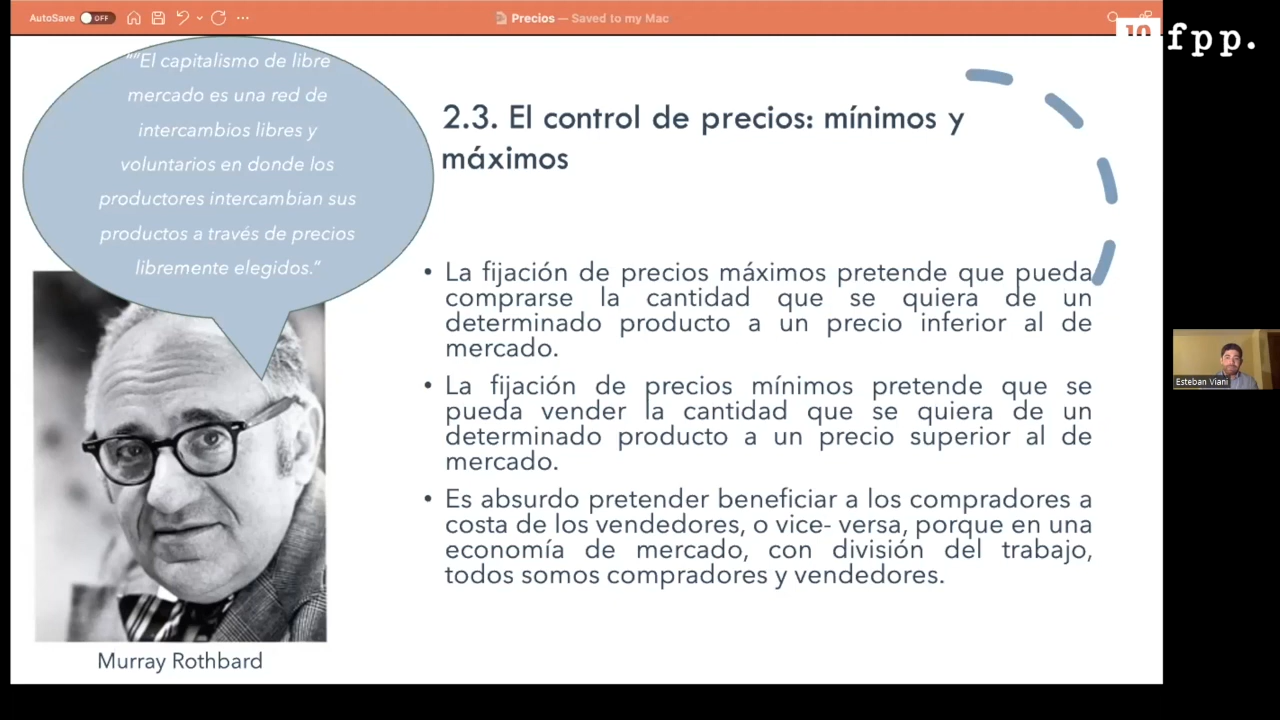 AutoSave OFF
Precios — Saved to my Mac
fpp.
““El capitalismo de libre
mercado es una red de
intercambios libres y
voluntarios en donde los
productores intercambian sus
productos a través de precios
libremente elegidos.”
2.3. El control de precios: mínimos y
máximos
• La fijación de precios máximos pretende que pueda
comprarse la cantidad que se quiera de un
determinado producto a un precio inferior al de
mercado.
• La fijación de precios mínimos pretende que se
pueda vender la cantidad que se quiera de un
determinado producto a un precio superior al de
mercado.
• Es absurdo pretender beneficiar a los compradores a
costa de los vendedores, o vice- versa, porque en una
economía de mercado, con división del trabajo,
todos somos compradores y vendedores.
Murray Rothbard
Esteban Viani